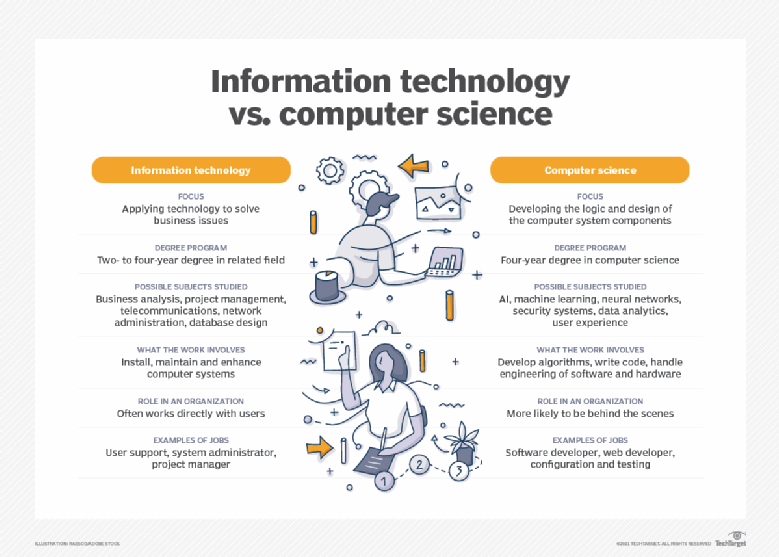 Information technology
vs. computer science
Information technology
FOCUS
Applying technology to solve
business issues
DEGREE PROGRAM
Two- to four-year degree in related field
POSSIBLE SUBJECTS STUDIED
Business analysis, project management,
telecommunications, network
administration, database design
WHAT THE WORK INVOLVES
Install, maintain and enhance
computer systems
ROLE IN AN ORGANIZATION
Often works directly with users
EXAMPLES OF JOBS
User support, system administrator,
project manager
Computer science
FOCUS
Developing the logic and design of
the computer system components
DEGREE PROGRAM
Four-year degree in computer science
POSSIBLE SUBJECTS STUDIED
AI, machine learning, neural networks,
security systems, data analytics,
user experience
WHAT THE WORK INVOLVES
Develop algorithms, write code, handle
engineering of software and hardware
ROLE IN AN ORGANIZATION
More likely to be behind the scenes
EXAMPLES OF JOBS
Software developer, web developer,
configuration and testing
1
2
3
ALL RIGHTS RESERVED
TechTarget